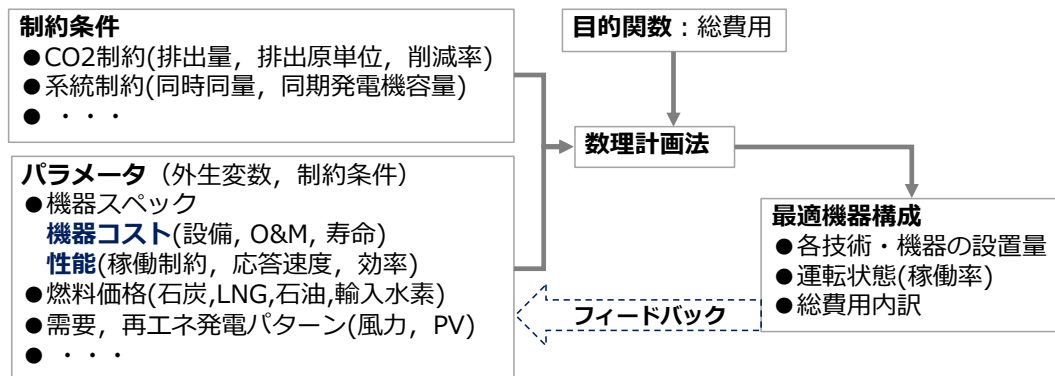 制約条件
●CO2制約(排出量，排出原単位，削減率)
●系統制約(同時同量，同期発電機容量)
● ・・・
目的関数：総費用
数理計画法
パラメータ（外生変数，制約条件）
●機器スペック
機器コスト(設備, O&M, 寿命)
性能(稼働制約，応答速度，効率)
●燃料価格(石炭,LNG,石油,輸入水素)
●需要，再エネ発電パターン(風力，PV)
● ・・・
最適機器構成
●各技術・機器の設置量
●運転状態(稼働率)
●総費用内訳
フィードバック